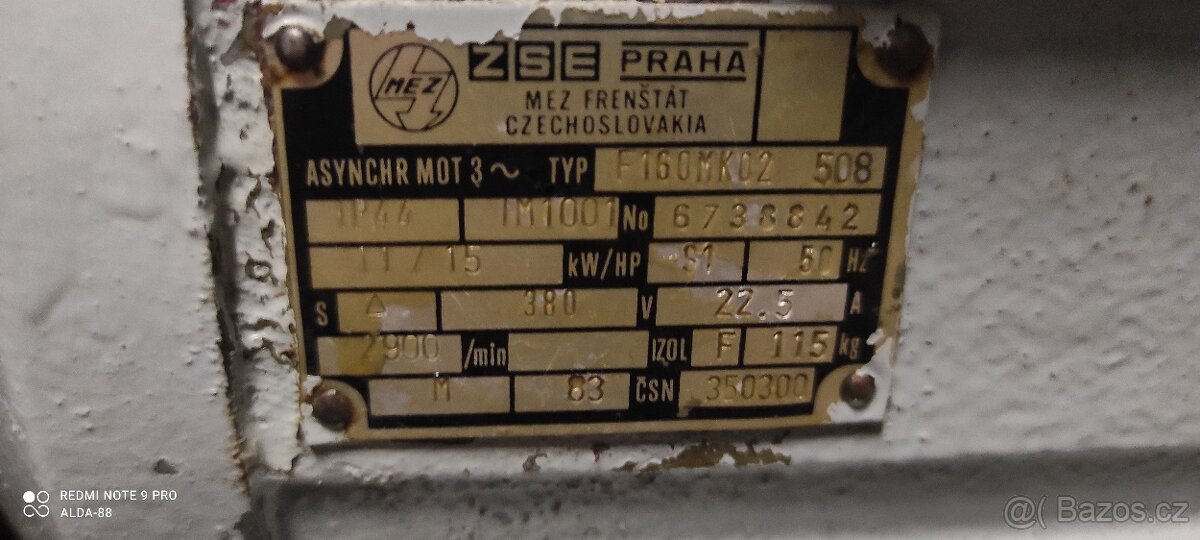 MEZ ZSE PRAHA
MEZ FRENŠTÁT
CZECHOSLOVAKIA
ASYNCHR MOT 3~ TYP F160MK02 508
IP44 IM1001 No 6738842
11 / 15 kW/HP S1 50 HZ
S △ 380 V 22.5 A
2900 /min IZOL F 115 kg
M 83 ČSN 350300
REDMI NOTE 9 PRO
ALDA-88
@ Bazos.cz